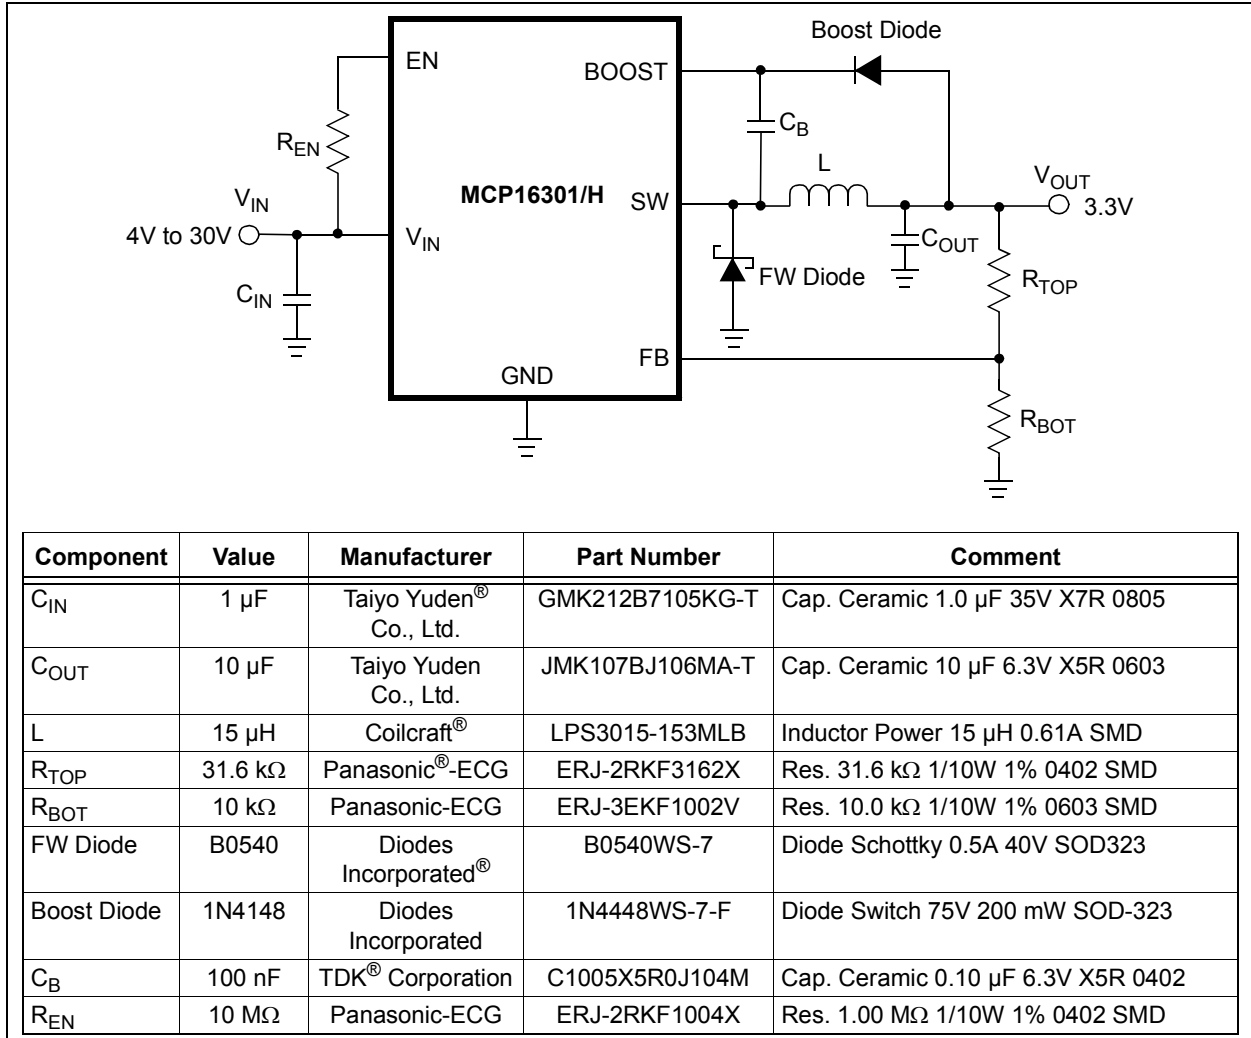 Boost Diode
EN
BOOST
C_B
R_EN
L
MCP16301/H
SW
V_OUT
3.3V
V_IN
4V to 30V
V_IN
C_OUT
FW Diode
R_TOP
C_IN
FB
GND
R_BOT
Component Value Manufacturer Part Number Comment
C_IN 1 µF Taiyo Yuden® Co., Ltd. GMK212B7105KG-T Cap. Ceramic 1.0 µF 35V X7R 0805
C_OUT 10 µF Taiyo Yuden Co., Ltd. JMK107BJ106MA-T Cap. Ceramic 10 µF 6.3V X5R 0603
L 15 µH Coilcraft® LPS3015-153MLB Inductor Power 15 µH 0.61A SMD
R_TOP 31.6 kΩ Panasonic®-ECG ERJ-2RKF3162X Res. 31.6 kΩ 1/10W 1% 0402 SMD
R_BOT 10 kΩ Panasonic-ECG ERJ-3EKF1002V Res. 10.0 kΩ 1/10W 1% 0603 SMD
FW Diode B0540 Diodes Incorporated® B0540WS-7 Diode Schottky 0.5A 40V SOD323
Boost Diode 1N4148 Diodes Incorporated 1N4448WS-7-F Diode Switch 75V 200 mW SOD-323
C_B 100 nF TDK® Corporation C1005X5R0J104M Cap. Ceramic 0.10 µF 6.3V X5R 0402
R_EN 10 MΩ Panasonic-ECG ERJ-2RKF1004X Res. 1.00 MΩ 1/10W 1% 0402 SMD